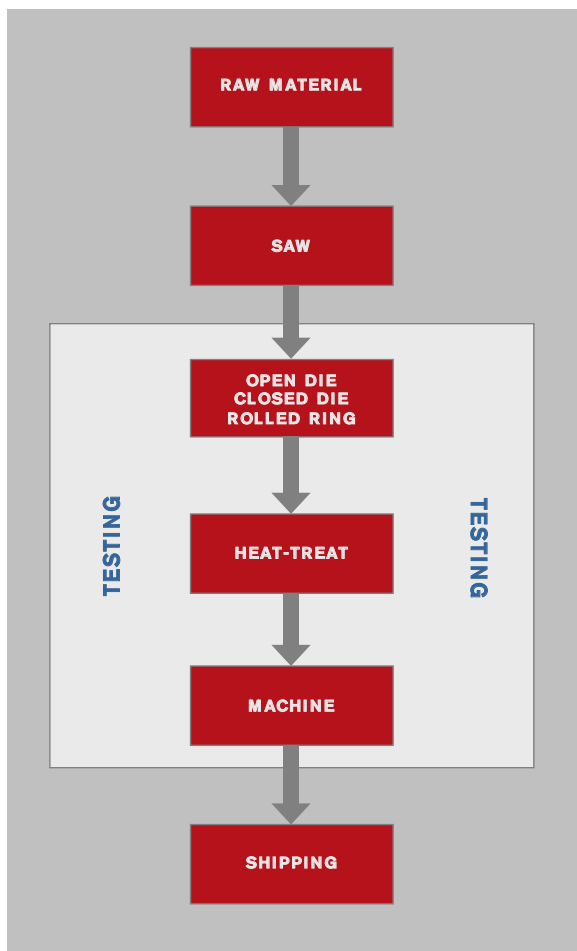 RAW MATERIAL
SAW
OPEN DIE
CLOSED DIE
ROLLED RING
TESTING
TESTING
HEAT-TREAT
MACHINE
SHIPPING